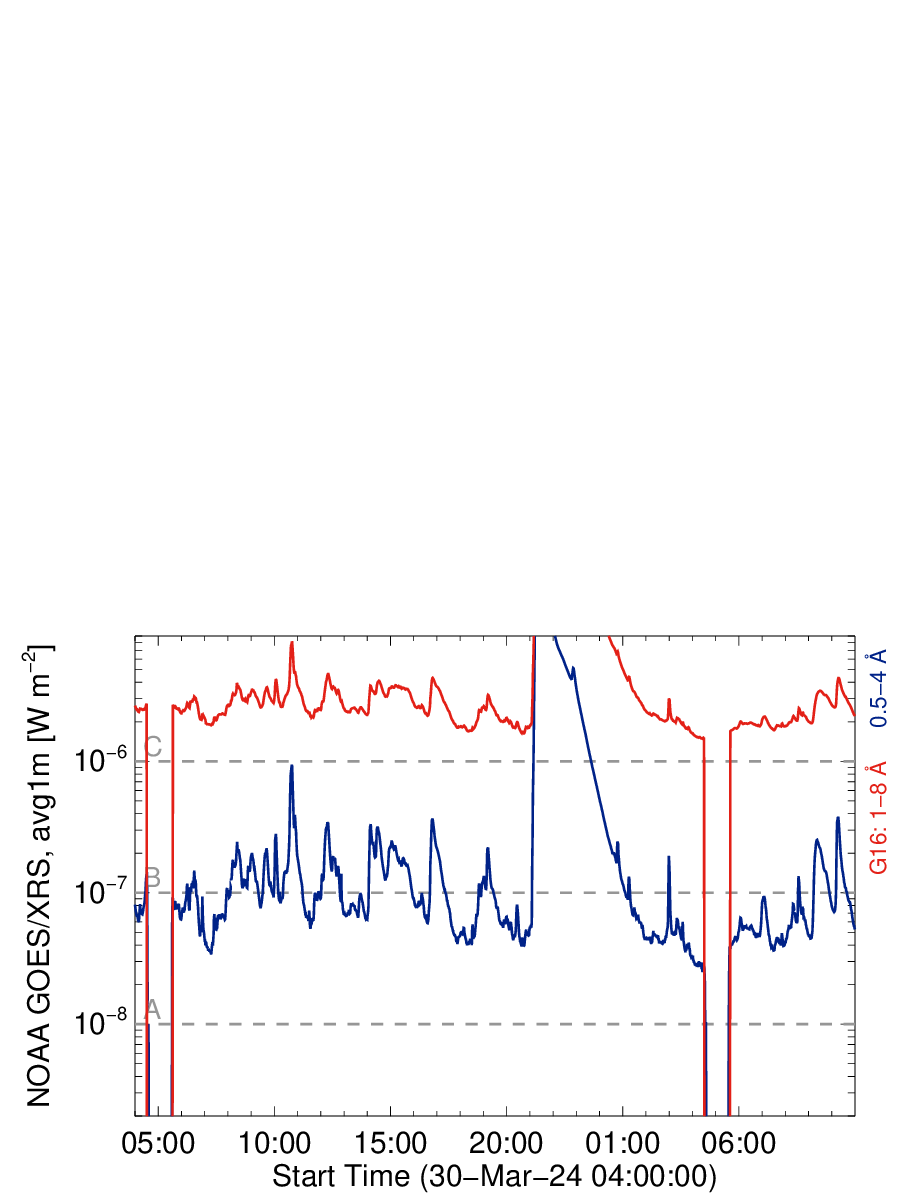 NOAA GOES/XRS, avg1m [W m−2]
10−6
10−7
10−8
C
B
A
05:00 10:00 15:00 20:00 01:00 06:00
Start Time (30−Mar−24 04:00:00)
G16: 1−8 Å
0.5−4 Å